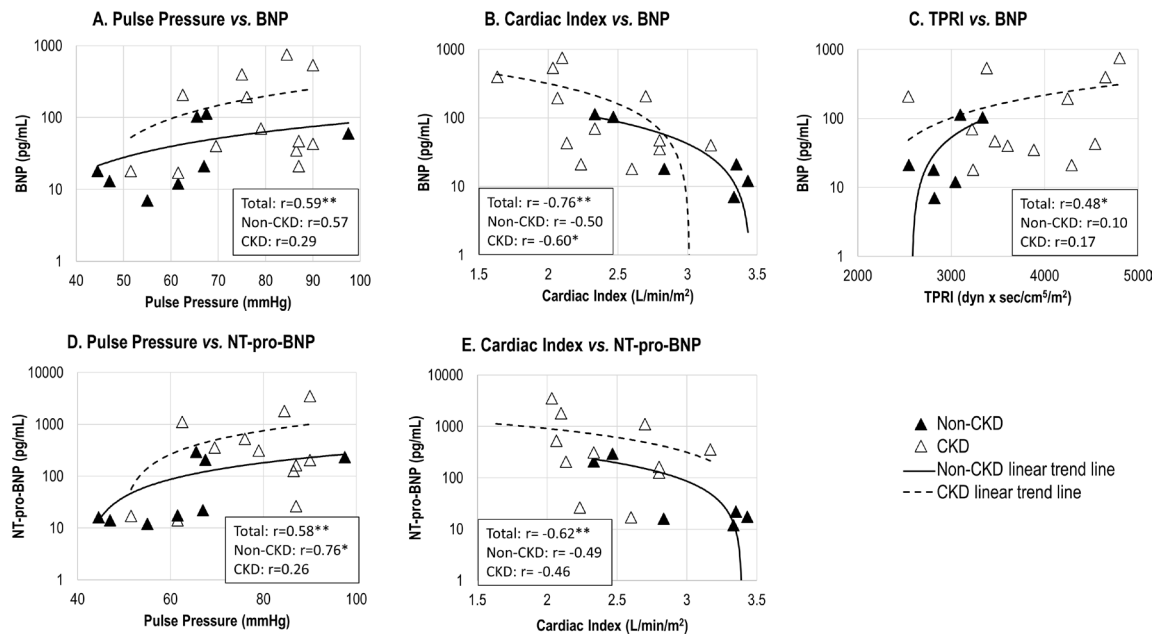 A. Pulse Pressure vs. BNP
BNP (pg/mL)
1000
100
10
1
40 50 60 70 80 90 100
Pulse Pressure (mmHg)
Total: r=0.59**
Non-CKD: r=0.57
CKD: r=0.29
B. Cardiac Index vs. BNP
BNP (pg/mL)
1000
100
10
1
1.5 2 2.5 3 3.5
Cardiac Index (L/min/m²)
Total: r= -0.76**
Non-CKD: r= -0.50
CKD: r= -0.60*
C. TPRI vs. BNP
BNP (pg/mL)
1000
100
10
1
2000 3000 4000 5000
TPRI (dyn x sec/cm⁵/m²)
Total: r=0.48*
Non-CKD: r=0.10
CKD: r=0.17
D. Pulse Pressure vs. NT-pro-BNP
NT-pro-BNP (pg/mL)
10000
1000
100
10
1
40 60 80 100
Pulse Pressure (mmHg)
Total: r=0.58**
Non-CKD: r=0.76*
CKD: r=0.26
E. Cardiac Index vs. NT-pro-BNP
NT-pro-BNP (pg/mL)
10000
1000
100
10
1
1.5 2 2.5 3 3.5
Cardiac Index (L/min/m²)
Total: r= -0.62**
Non-CKD: r= -0.49
CKD: r= -0.46
Non-CKD
CKD
Non-CKD linear trend line
CKD linear trend line